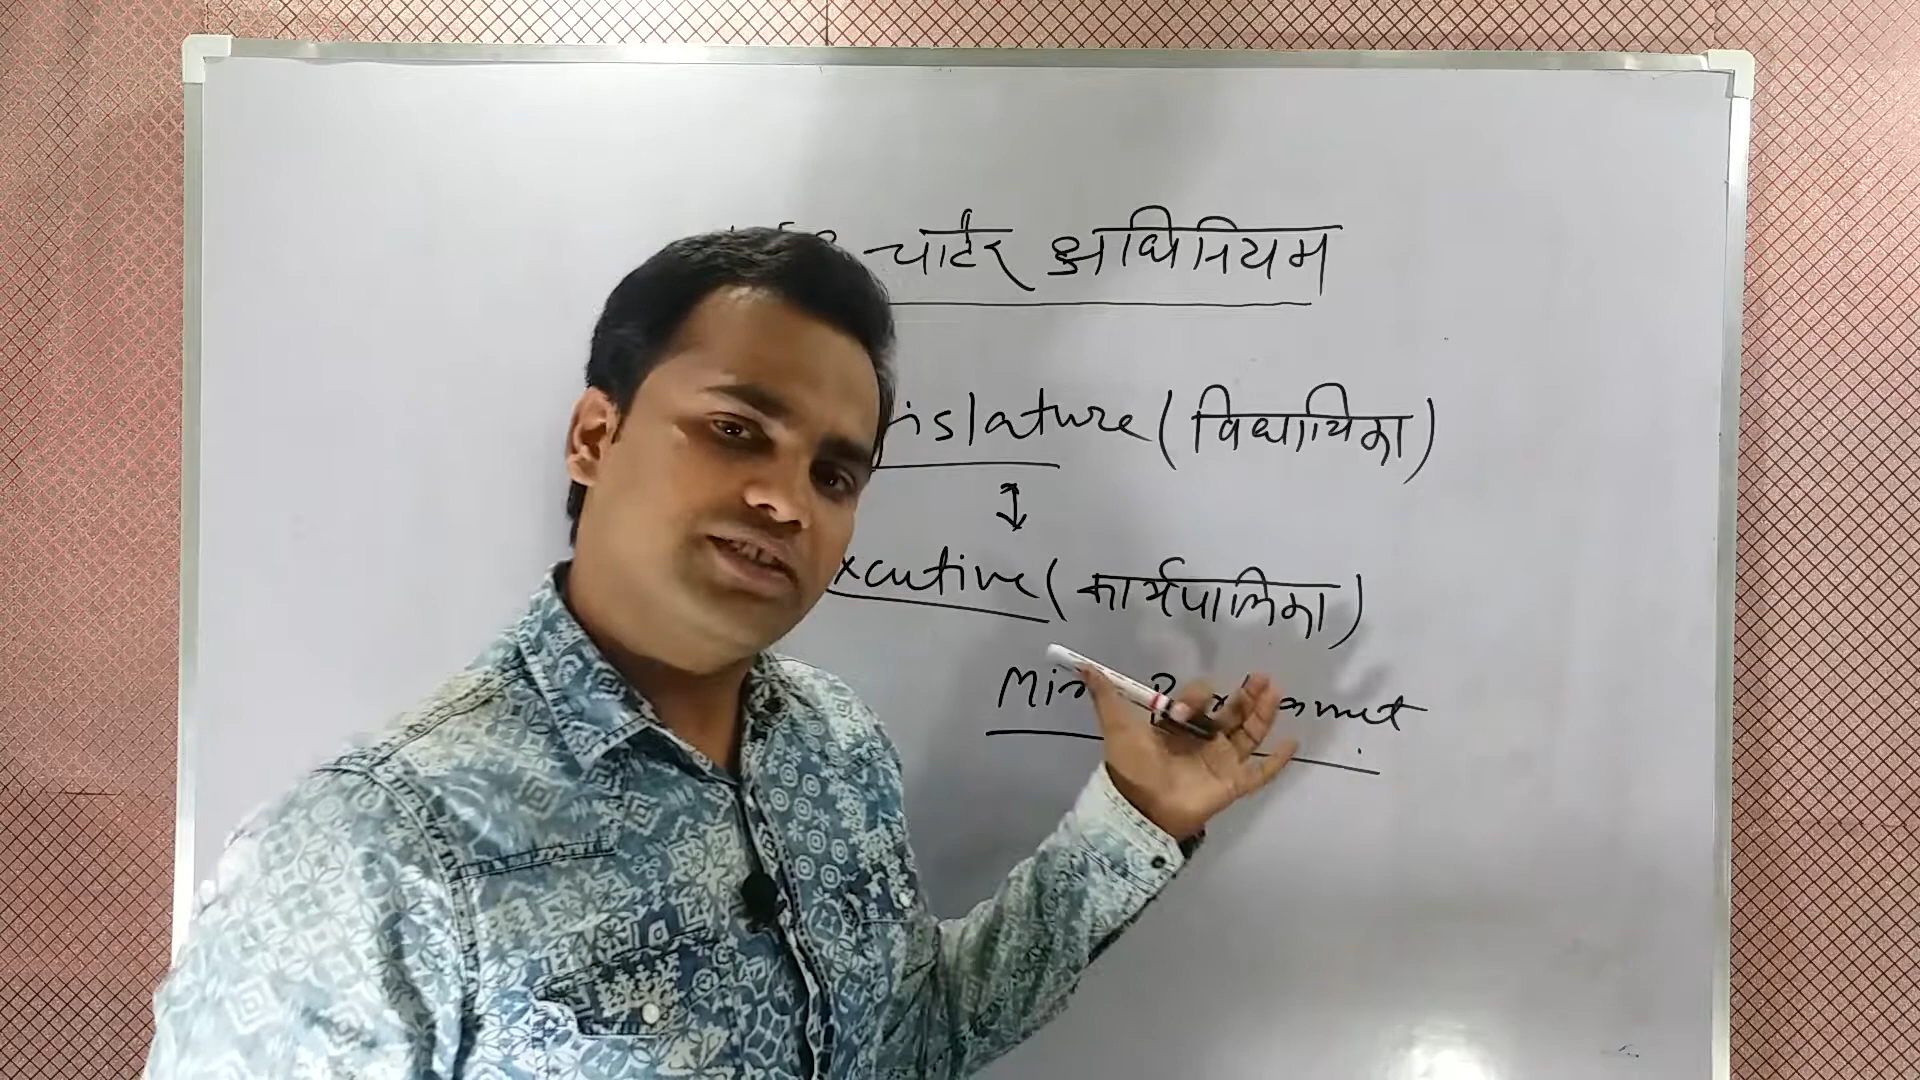 चार्टर अधिनियम
islature (विधायिका)
xcutive (कार्यपालिका)